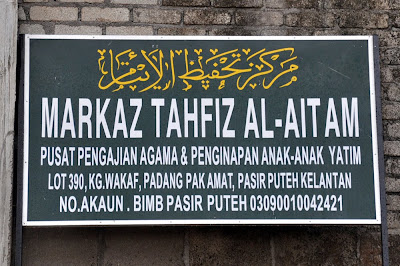 مركز تحفيظ الأيتام
MARKAZ TAHFIZ AL-AITAM
PUSAT PENGAJIAN AGAMA & PENGINAPAN ANAK-ANAK YATIM
LOT 390, KG.WAKAF, PADANG PAK AMAT, PASIR PUTEH KELANTAN
NO.AKAUN . BIMB PASIR PUTEH 03090010042421